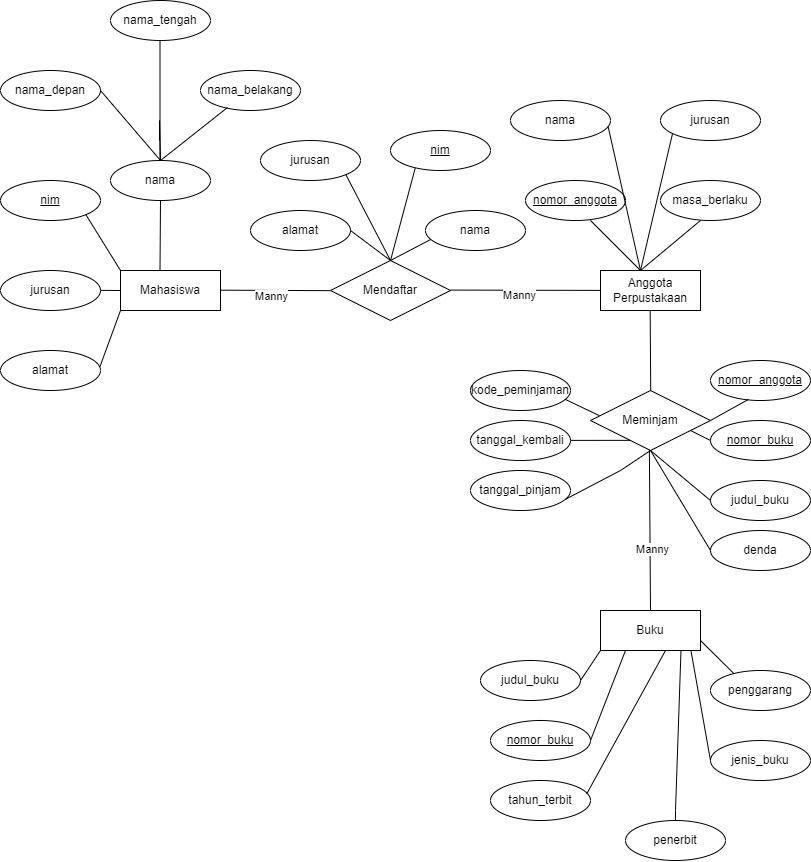 nama_tengah
nama_depan
nama_belakang
nama
nim
jurusan
alamat
Mahasiswa
Manny
jurusan
nim
alamat
nama
Mendaftar
Manny
nama
jurusan
nomor_anggota
masa_berlaku
Anggota
Perpustakaan
kode_peminjaman
tanggal_kembali
tanggal_pinjam
Meminjam
nomor_anggota
nomor_buku
judul_buku
denda
Manny
Buku
judul_buku
nomor_buku
tahun_terbit
penerbit
jenis_buku
penggarang